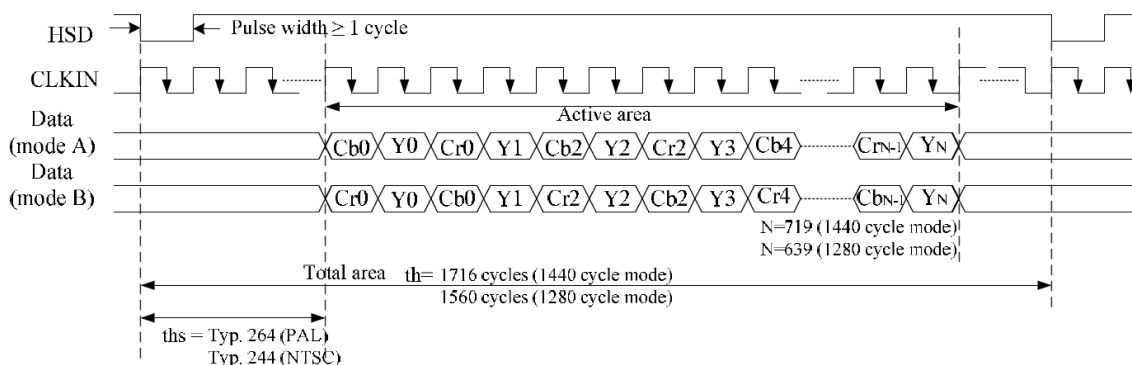 HSD
Pulse width ≥ 1 cycle
CLKIN
Active area
Data
(mode A)
Cb0 Y0 Cr0 Y1 Cb2 Y2 Cr2 Y3 Cb4 CrN-1 YN
Data
(mode B)
Cr0 Y0 Cb0 Y1 Cr2 Y2 Cb2 Y3 Cr4 CbN-1 YN
N=719 (1440 cycle mode)
N=639 (1280 cycle mode)
Total area th= 1716 cycles (1440 cycle mode)
1560 cycles (1280 cycle mode)
ths = Typ. 264 (PAL)
Typ. 244 (NTSC)